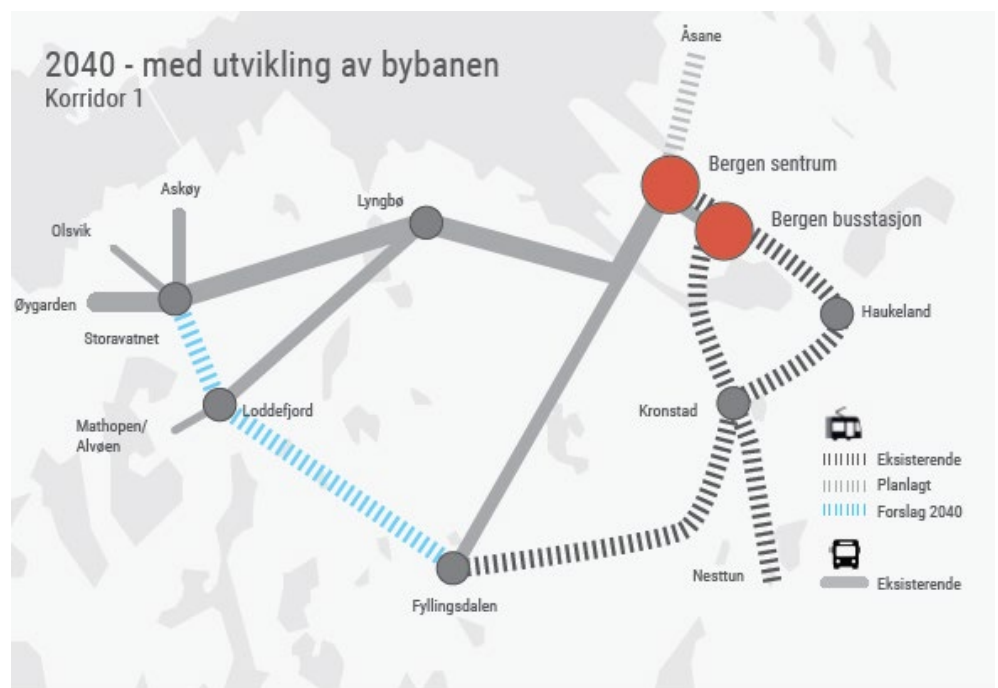 2040 - med utvikling av bybanen
Korridor 1
Åsane
Bergen sentrum
Askøy
Lyngbø
Bergen busstasjon
Olsvik
Øygarden
Haukeland
Storavatnet
Loddefjord
Kronstad
Mathopen/
Alvøen
Eksisterende
Planlagt
Forslag 2040
Nesttun
Eksisterende
Fyllingsdalen